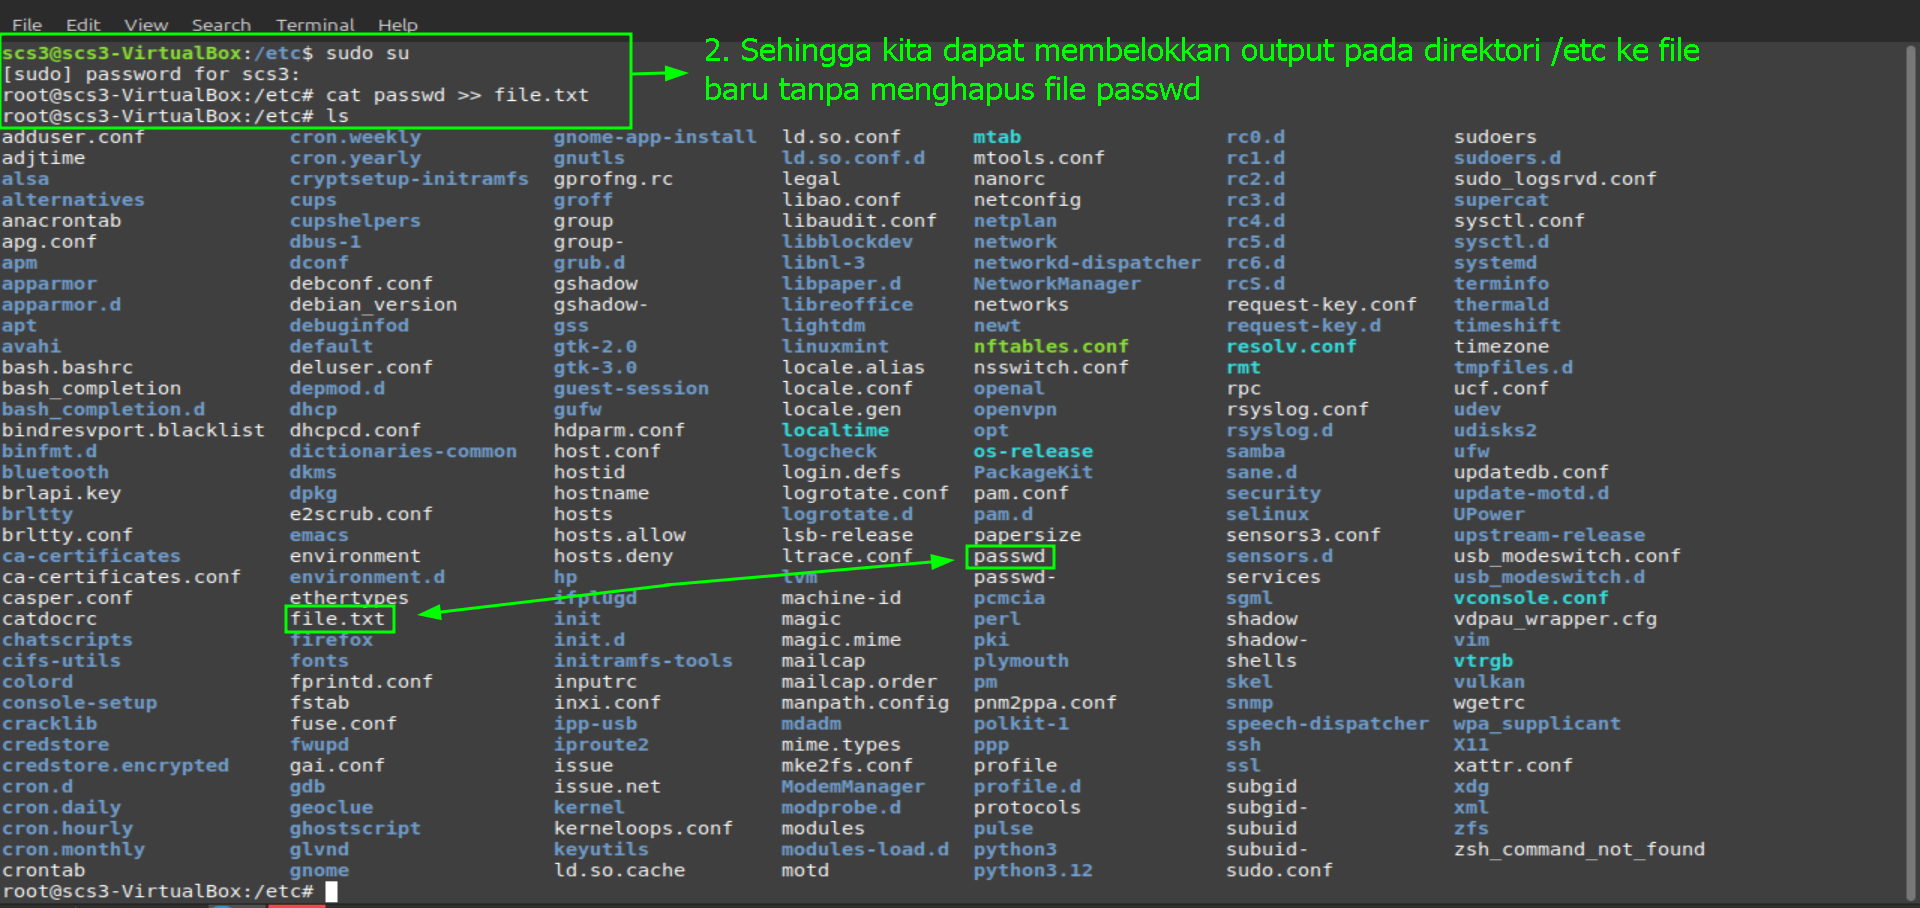 File Edit View Search Terminal Help
scs3@scs3-VirtualBox:/etc$ sudo su
[sudo] password for scs3:
root@scs3-VirtualBox:/etc# cat passwd >> file.txt
root@scs3-VirtualBox:/etc# ls
2. Sehingga kita dapat membelokkan output pada direktori /etc ke file
baru tanpa menghapus file passwd
adduser.conf cron.weekly gnome-app-install ld.so.conf mtab rc0.d sudoers
adjtime cron.yearly gnutls ld.so.conf.d mtools.conf rc1.d sudoers.d
alsa cryptsetup-initramfs gprofng.rc legal nanorc rc2.d sudo_logsrvd.conf
alternatives cups groff libao.conf netconfig rc3.d supercat
anacrontab cupshelpers group libaudit.conf netplan rc4.d sysctl.conf
apg.conf dbus-1 group- libblockdev network rc5.d sysctl.d
apm dconf grub.d libnl-3 networkd-dispatcher rc6.d systemd
apparmor debconf.conf gshadow libpaper.d NetworkManager rcS.d terminfo
apparmor.d debian_version gshadow- libreoffice networks request-key.conf thermald
apt debuginfod gss lightdm newt request-key.d timeshift
avahi default gtk-2.0 linuxmint nftables.conf resolv.conf timezone
bash.bashrc deluser.conf gtk-3.0 locale.alias nsswitch.conf rmt tmpfiles.d
bash_completion depmod.d guest-session locale.conf openal rpc ucf.conf
bash_completion.d dhcp gufw locale.gen openvpn rsyslog.conf udev
bindresvport.blacklist dhcpcd.conf hdparm.conf localtime opt rsyslog.d udisks2
binfmt.d dictionaries-common host.conf logcheck os-release samba ufw
bluetooth dkms hostid login.defs PackageKit sane.d updatedb.conf
brlapi.key dpkg hostname logrotate.conf pam.conf security update-motd.d
brltty e2scrub.conf hosts logrotate.d pam.d selinux UPower
brltty.conf emacs hosts.allow lsb-release papersize sensors3.conf upstream-release
ca-certificates environment hosts.deny ltrace.conf passwd sensors.d usb_modeswitch.conf
ca-certificates.conf environment.d hp lvm passwd- services usb_modeswitch.d
casper.conf ethertypes ifplugd machine-id pcmcia sgml vconsole.conf
catdocrc file.txt init magic perl shadow vdpau_wrapper.cfg
chatscripts firefox init.d magic.mime pki shadow- vim
cifs-utils fonts initramfs-tools mailcap plymouth shells vtrgb
colord fprintd.conf inputrc mailcap.order pm skel vulkan
console-setup fstab inxi.conf manpath.config pnm2ppa.conf snmp wgetrc
cracklib fuse.conf ipp-usb mdadm polkit-1 speech-dispatcher wpa_supplicant
credstore fwupd iproute2 mime.types ppp ssh X11
credstore.encrypted gai.conf issue mke2fs.conf profile ssl xattr.conf
cron.d gdb issue.net ModemManager profile.d subgid xdg
cron.daily geoclue kernel modprobe.d protocols subgid- xml
cron.hourly ghostscript kerneloops.conf modules pulse subuid zfs
cron.monthly glvnd keyutils modules-load.d python3 subuid- zsh_command_not_found
crontab gnome ld.so.cache motd python3.12 sudo.conf
root@scs3-VirtualBox:/etc#